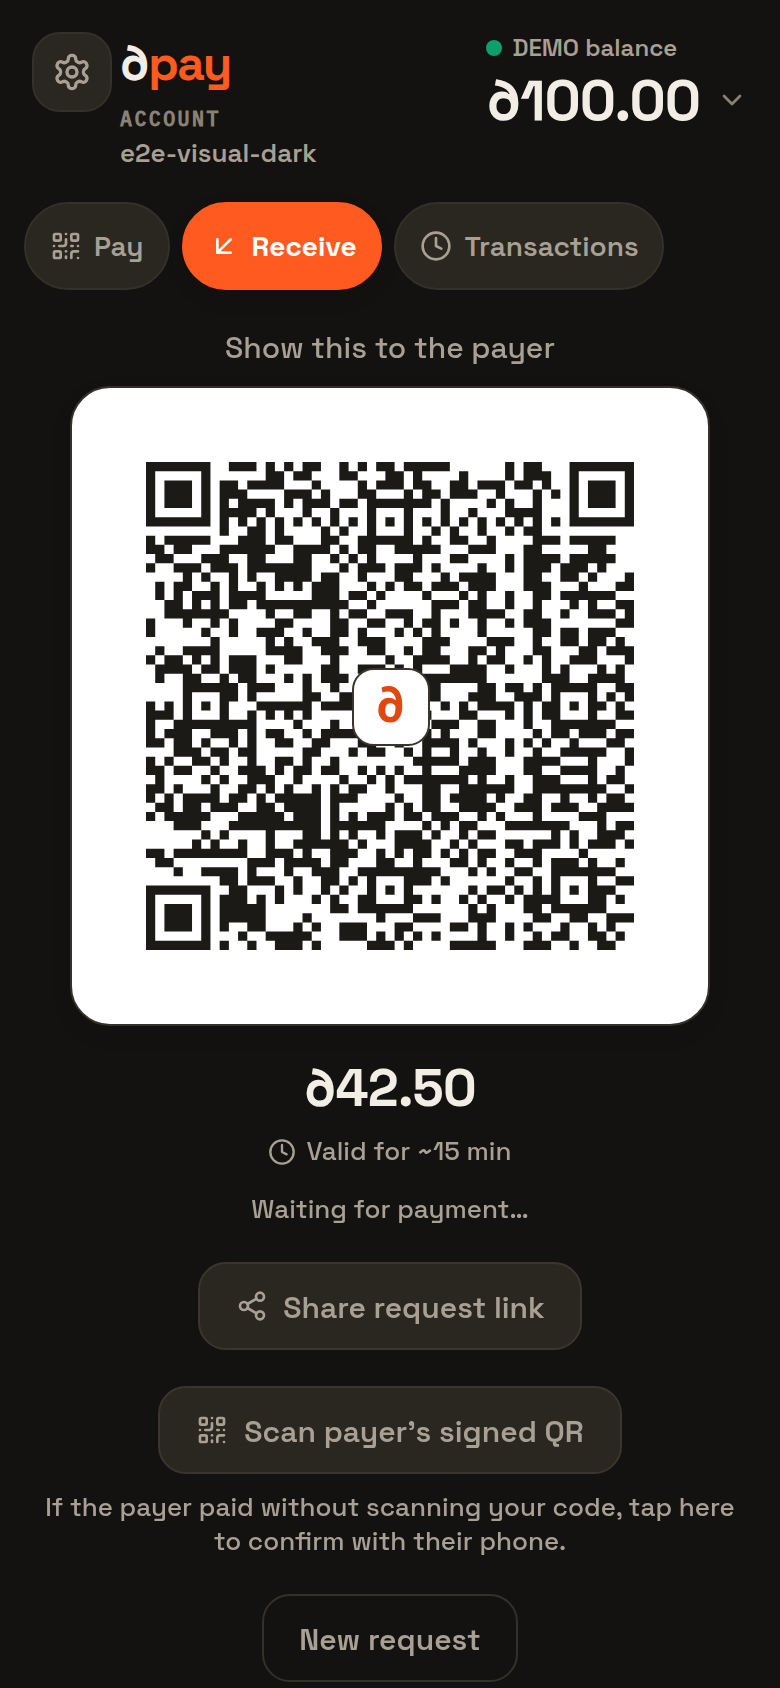 ∂pay
ACCOUNT
e2e-visual-dark
DEMO balance
∂100.00
Pay
Receive
Transactions
Show this to the payer
∂
∂42.50
Valid for ~15 min
Waiting for payment…
Share request link
Scan payer’s signed QR
If the payer paid without scanning your code, tap here
to confirm with their phone.
New request